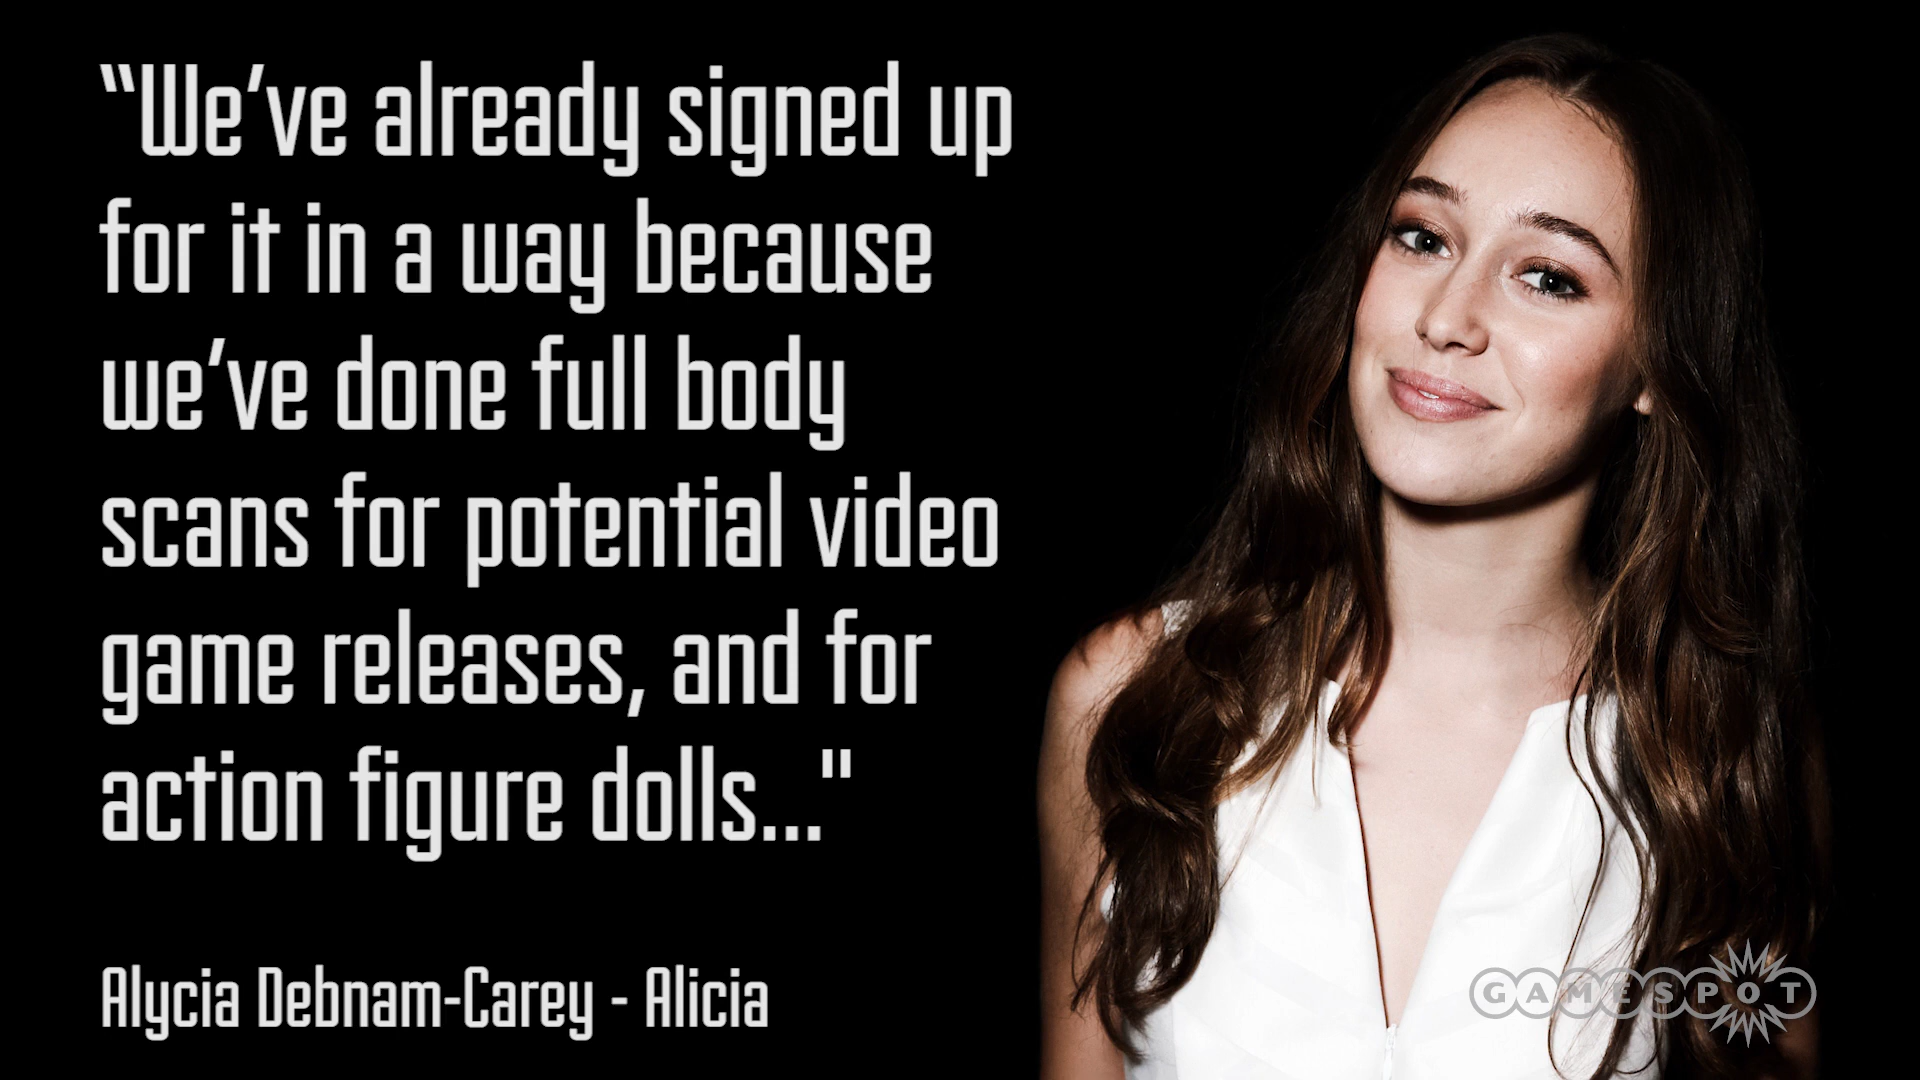 “We’ve already signed up
for it in a way because
we’ve done full body
scans for potential video
game releases, and for
action figure dolls..."
Alycia Debnam-Carey - Alicia
GAMESPOT